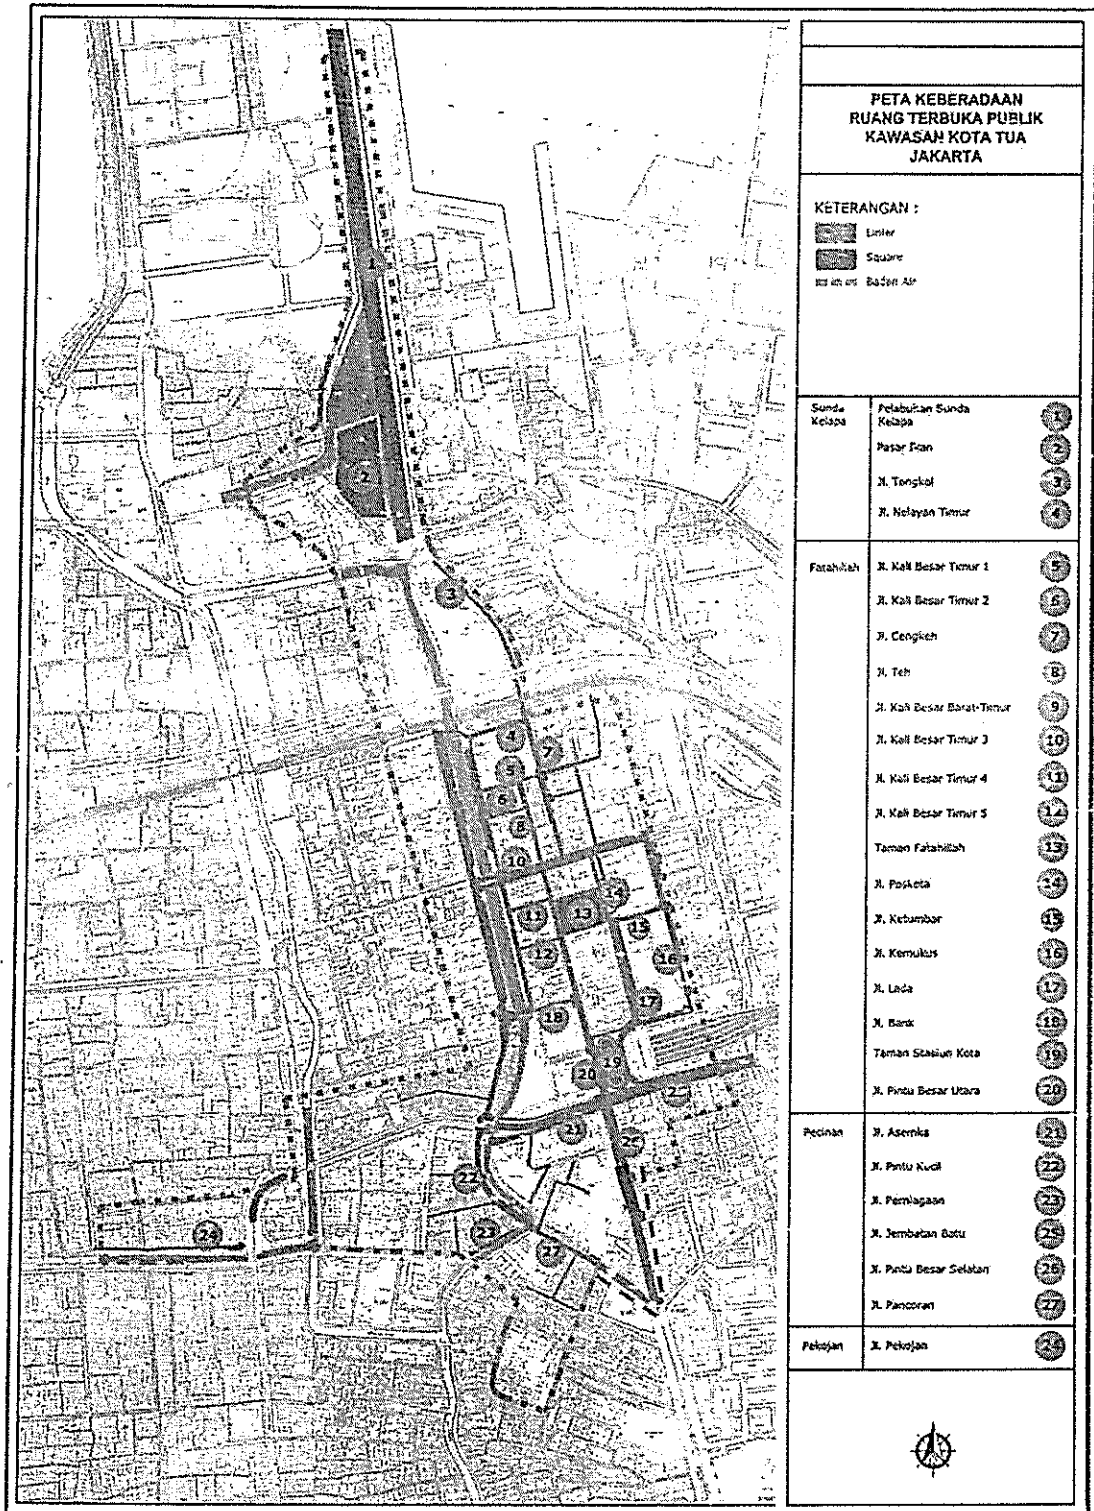 PETA KEBERADAAN
RUANG TERBUKA PUBLIK
KAWASAN KOTA TUA
JAKARTA
KETERANGAN :
Linier
Square
Badan Air
Sunda
Kelapa
Pelabuhan Sunda
Kelapa
1
Pasar Ikan
2
Jl. Tongkol
3
Jl. Nelayan Timur
4
Fatahillah
Jl. Kali Besar Timur 1
5
Jl. Kali Besar Timur 2
6
Jl. Cengkeh
7
Jl. Teh
8
Jl. Kali Besar Barat-Timur
9
Jl. Kali Besar Timur 3
10
Jl. Kali Besar Timur 4
11
Jl. Kali Besar Timur 5
12
Taman Fatahillah
13
Jl. Poskota
14
Jl. Ketumbar
15
Jl. Kemukus
16
Jl. Lada
17
Jl. Bank
18
Taman Stasiun Kota
19
Jl. Pintu Besar Utara
20
Pecinan
Jl. Asemka
21
Jl. Pintu Kecil
22
Jl. Perniagaan
23
Jl. Jembatan Batu
25
Jl. Pintu Besar Selatan
26
Jl. Pancoran
27
Pekojan
Jl. Pekojan
24
1
2
3
4
7
5
6
8
10
14
11
13
15
12
16
17
18
19
20
21
22
24
23
27